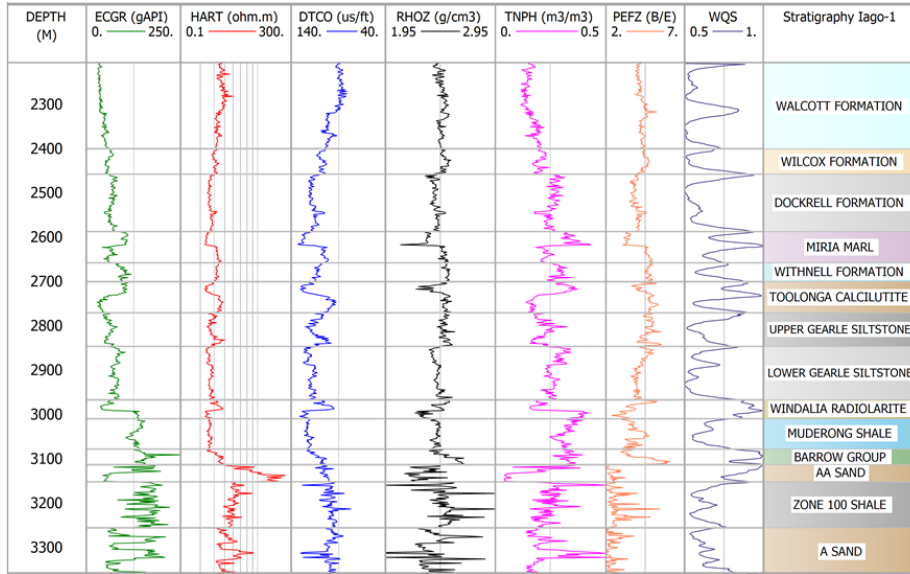 DEPTH (M) ECGR (gAPI) HART (ohm.m) DTCO (us/ft) RHOZ (g/cm3) TNPH (m3/m3) PEFZ (B/E) WQS Stratigraphy Iago-1
0. 250. 0.1 300. 140. 40. 1.95 2.95 0. 0.5 2. 7. 0.5 1.
2300 WALCOTT FORMATION
2400
WILCOX FORMATION
2500 DOCKRELL FORMATION
2600 MIRIA MARL
WITHNELL FORMATION
2700 TOOLONGA CALCILUTITE
2800 UPPER GEARLE SILTSTONE
2900 LOWER GEARLE SILTSTONE
3000 WINDALIA RADIOLARITE
MUDERONG SHALE
3100 BARROW GROUP
AA SAND
3200 ZONE 100 SHALE
3300 A SAND